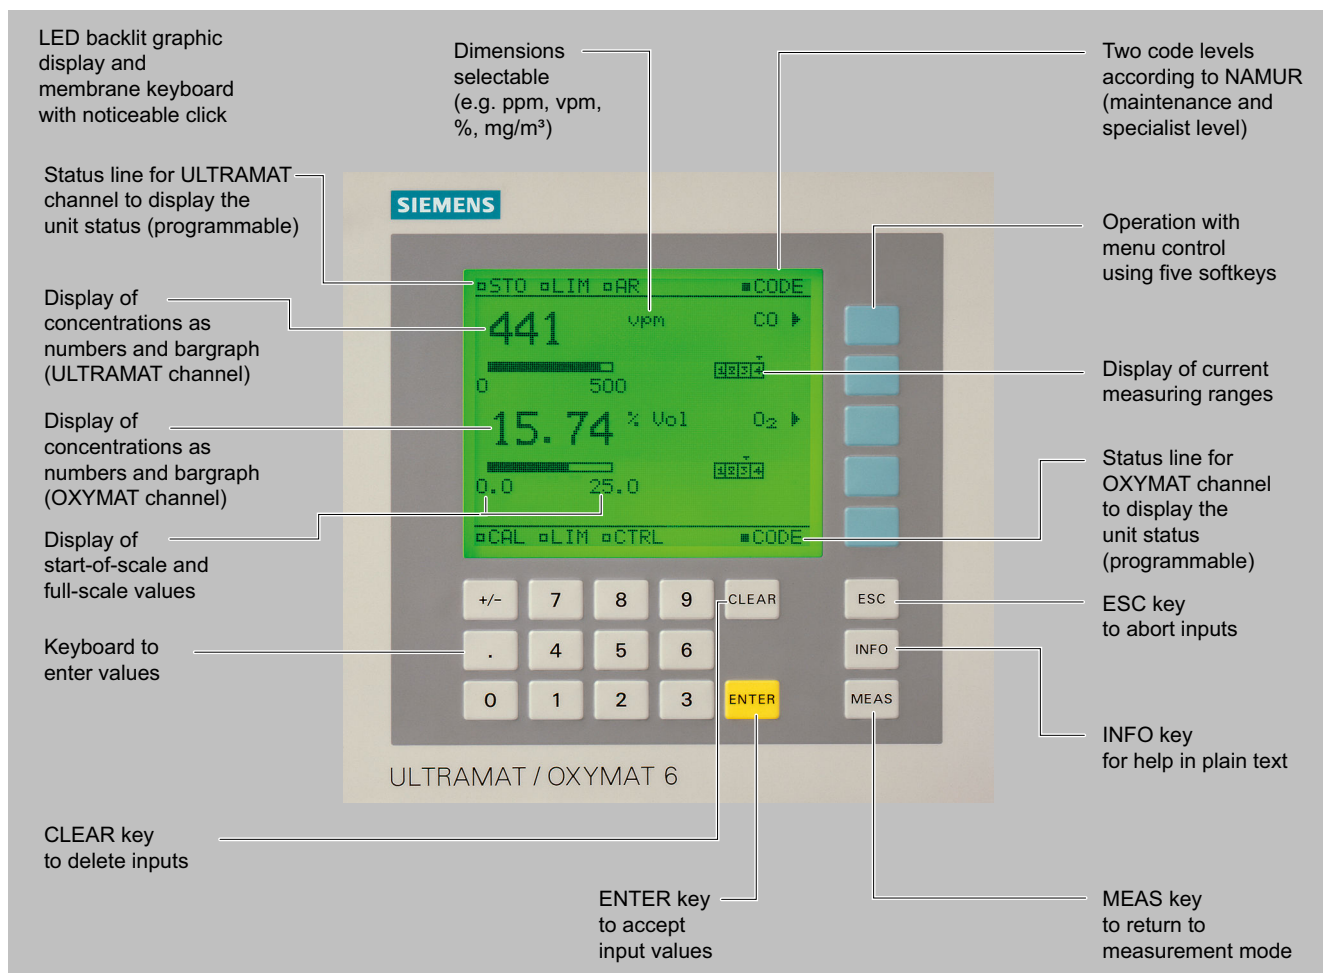 LED backlit graphic
display and
membrane keyboard
with noticeable click
Dimensions
selectable
(e.g. ppm, vpm,
%, mg/m³)
Two code levels
according to NAMUR
(maintenance and
specialist level)
Status line for ULTRAMAT
channel to display the
unit status (programmable)
Display of
concentrations as
numbers and bargraph
(ULTRAMAT channel)
Display of
concentrations as
numbers and bargraph
(OXYMAT channel)
Display of
start-of-scale and
full-scale values
Keyboard to
enter values
SIEMENS
STO LIM AR CODE
441 vpm CO
1 2 3 4
0 500
15.74 % Vol O₂
1 2 3 4
0.0 25.0
CAL LIM CTRL CODE
+/- 7 8 9 CLEAR ESC
. 4 5 6 INFO
0 1 2 3 ENTER MEAS
ULTRAMAT / OXYMAT 6
Operation with
menu control
using five softkeys
Display of current
measuring ranges
Status line for
OXYMAT channel
to display the
unit status
(programmable)
ESC key
to abort inputs
INFO key
for help in plain text
CLEAR key
to delete inputs
ENTER key
to accept
input values
MEAS key
to return to
measurement mode